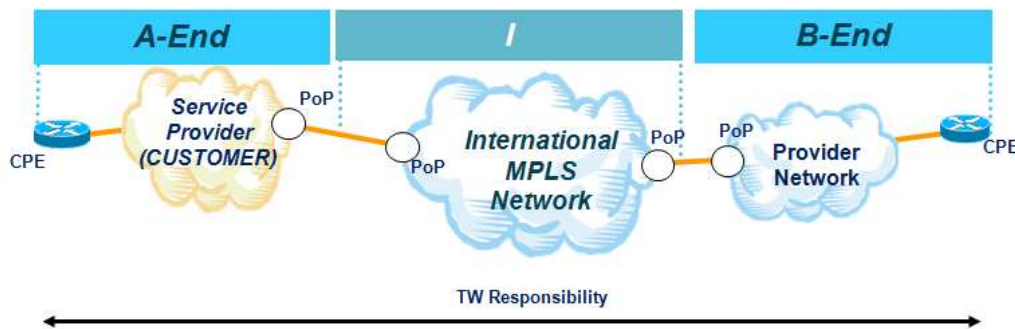 A-End
I
B-End
Service
Provider
(CUSTOMER)
PoP
CPE
PoP
International
MPLS
Network
PoP
PoP
Provider
Network
CPE
TW Responsibility